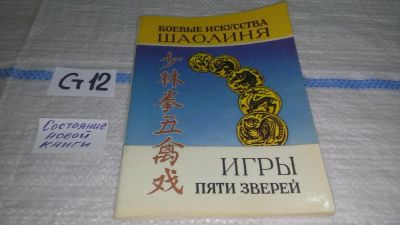 БОЕВЫЕ ИСКУССТВА
ШАОЛИНЯ
少林拳五禽戏
ИГРЫ
ПЯТИ ЗВЕРЕЙ
G12
Состояние
новой
книги